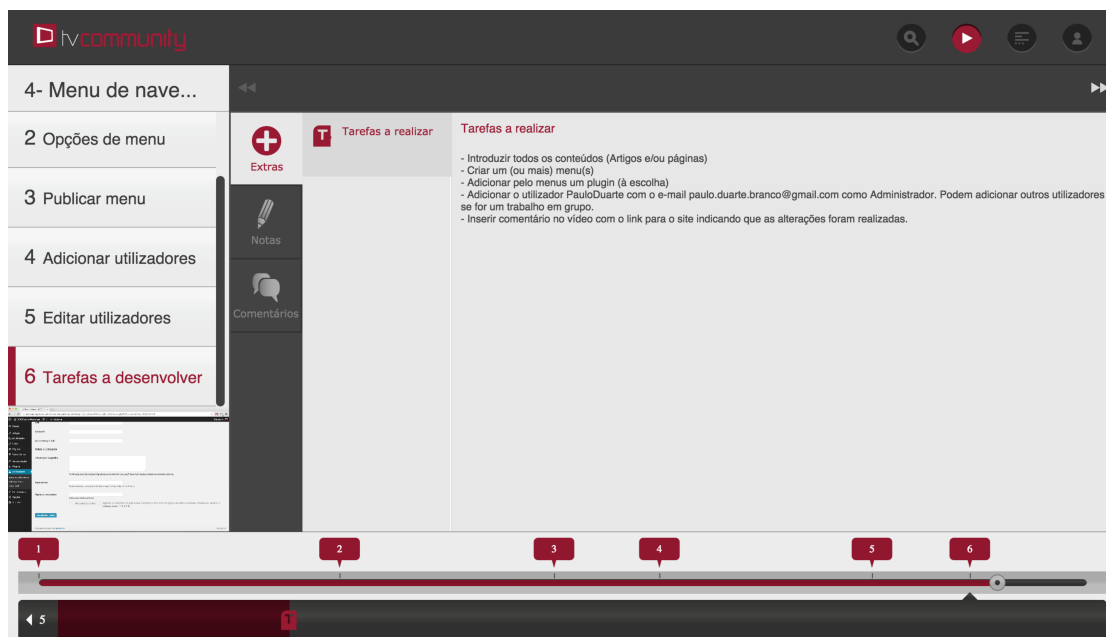 tvcommunity
4- Menu de nave...
2 Opções de menu
3 Publicar menu
4 Adicionar utilizadores
5 Editar utilizadores
6 Tarefas a desenvolver
Extras
Notas
Comentários
T Tarefas a realizar
Tarefas a realizar
- Introduzir todos os conteúdos (Artigos e/ou páginas)
- Criar um (ou mais) menu(s)
- Adicionar pelo menus um plugin (à escolha)
- Adicionar o utilizador PauloDuarte com o e-mail paulo.duarte.branco@gmail.com como Administrador. Podem adicionar outros utilizadores
se for um trabalho em grupo.
- Inserir comentário no vídeo com o link para o site indicando que as alterações foram realizadas.
1 2 3 4 5 6
5 T